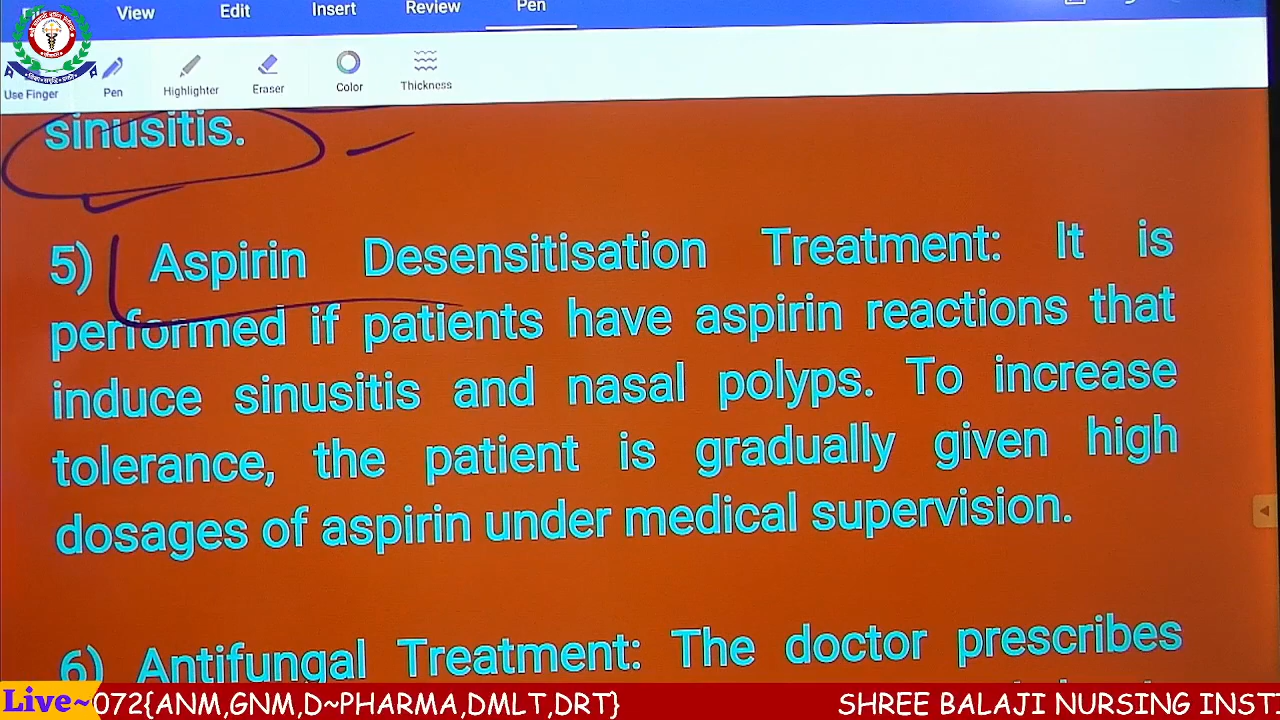 View Edit Insert Review Pen
Use Finger Pen Highlighter Eraser Color Thickness
sinusitis.
5) Aspirin Desensitisation Treatment: It is
performed if patients have aspirin reactions that
induce sinusitis and nasal polyps. To increase
tolerance, the patient is gradually given high
dosages of aspirin under medical supervision.
6) Antifungal Treatment: The doctor prescribes
Live~ 072{ANM,GNM,D~PHARMA,DMLT,DRT} SHREE BALAJI NURSING INSTI